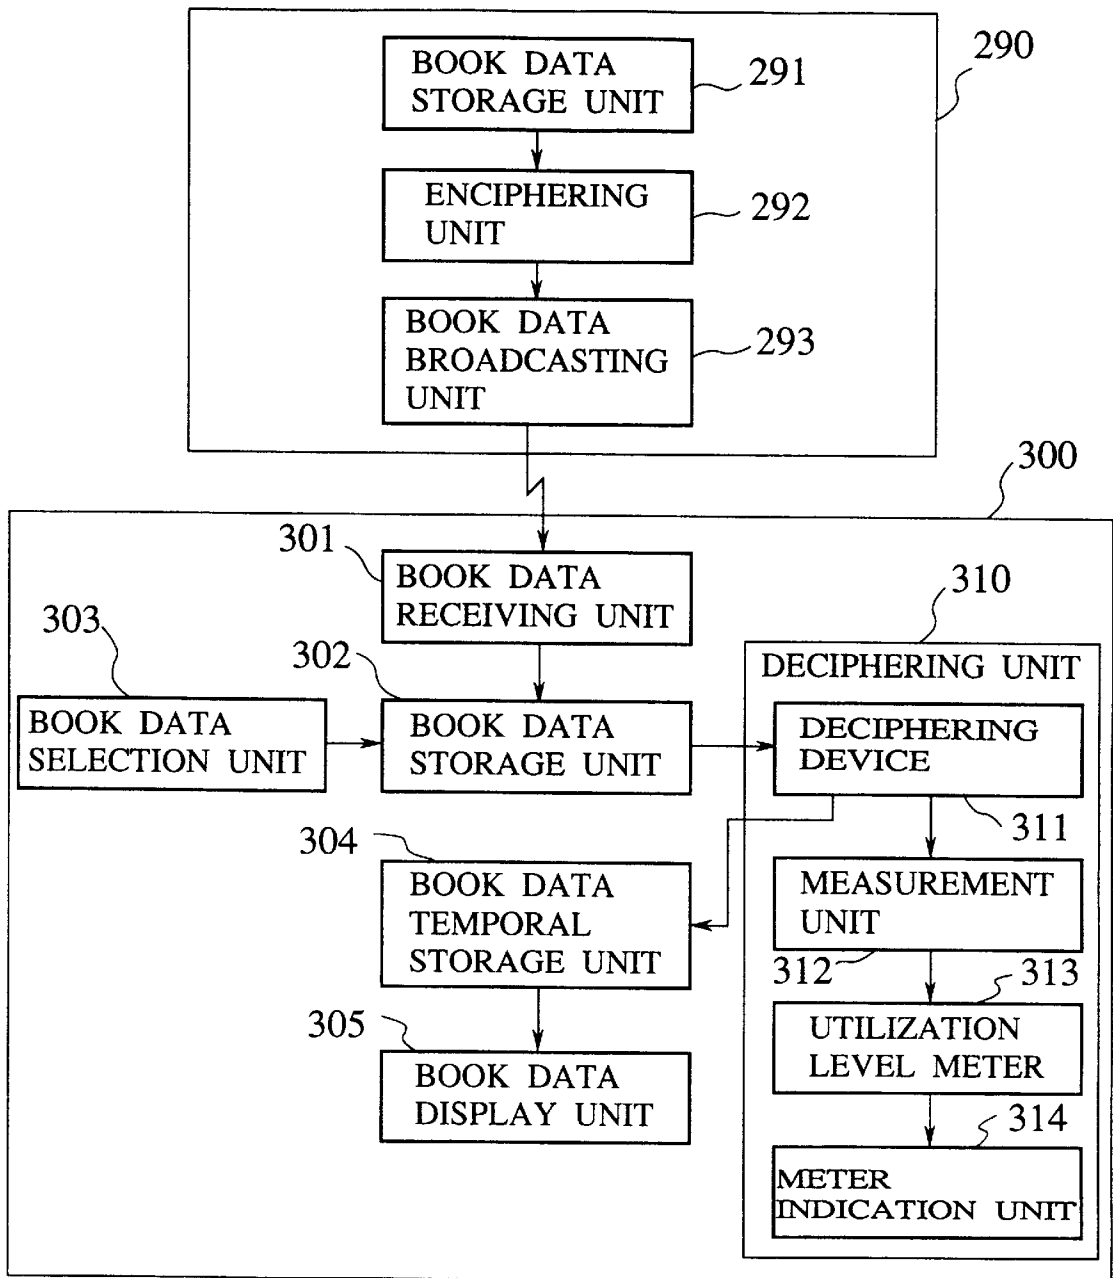 290
BOOK DATA
STORAGE UNIT
291
ENCIPHERING
UNIT
292
BOOK DATA
BROADCASTING
UNIT
293
300
301
BOOK DATA
RECEIVING UNIT
310
DECIPHERING UNIT
303
BOOK DATA
SELECTION UNIT
302
BOOK DATA
STORAGE UNIT
DECIPHERING
DEVICE
311
304
BOOK DATA
TEMPORAL
STORAGE UNIT
MEASUREMENT
UNIT
312
313
305
BOOK DATA
DISPLAY UNIT
UTILIZATION
LEVEL METER
314
METER
INDICATION UNIT